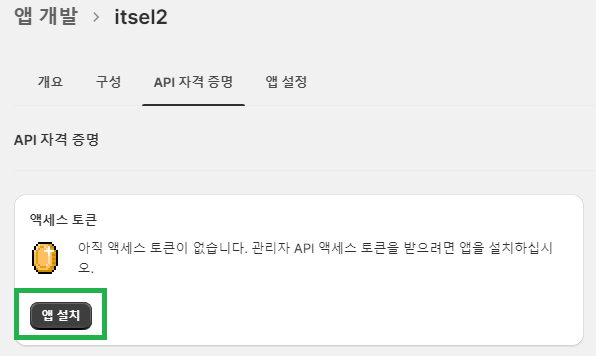 앱 개발 > itsel2
개요 구성 API 자격 증명 앱 설정
API 자격 증명
액세스 토큰
아직 액세스 토큰이 없습니다. 관리자 API 액세스 토큰을 받으려면 앱을 설치하십시
오.
앱 설치